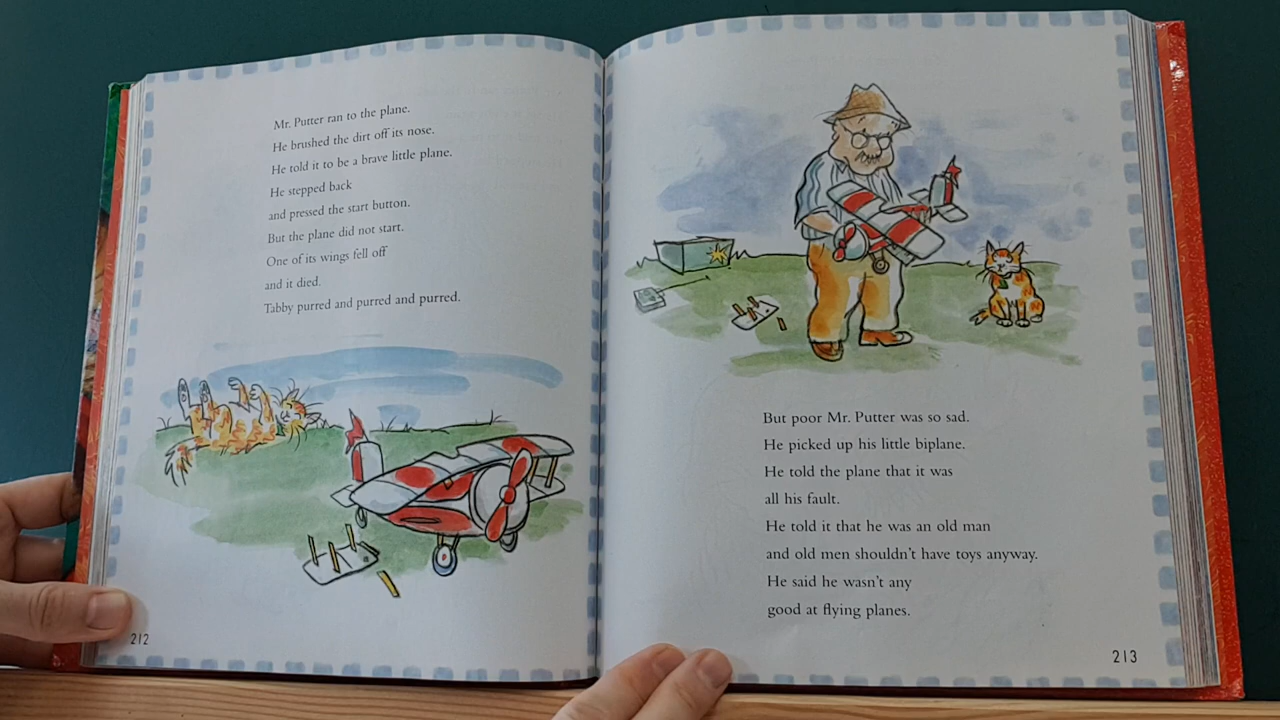 Mr. Putter ran to the plane.
He brushed the dirt off its nose.
He told it to be a brave little plane.
He stepped back
and pressed the start button.
But the plane did not start.
One of its wings fell off
and it died.
Tabby purred and purred and purred.
212
But poor Mr. Putter was so sad.
He picked up his little biplane.
He told the plane that it was
all his fault.
He told it that he was an old man
and old men shouldn't have toys anyway.
He said he wasn't any
good at flying planes.
213